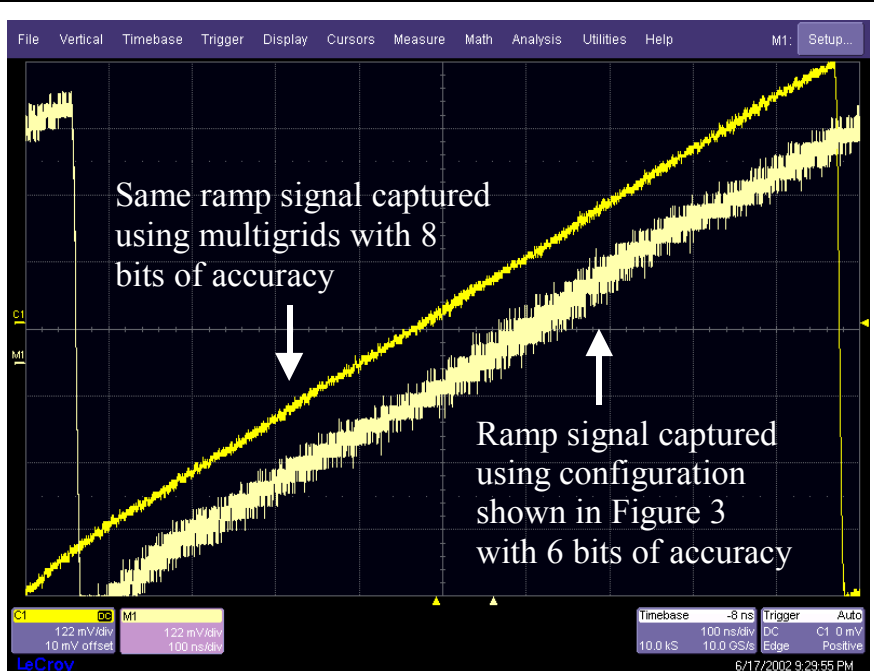 File Vertical Timebase Trigger Display Cursors Measure Math Analysis Utilities Help M1: Setup...
Same ramp signal captured
using multigrids with 8
bits of accuracy
C1
M1
Ramp signal captured
using configuration
shown in Figure 3
with 6 bits of accuracy
C1 DC M1 Timebase -8 ns Trigger Auto
122 mV/div 122 mV/div 100 ns/div DC C1 0 mV
10 mV offset 100 ns/div 10.0 kS 10.0 GS/s Edge Positive
LeCroy 6/17/2002 9:29:55 PM